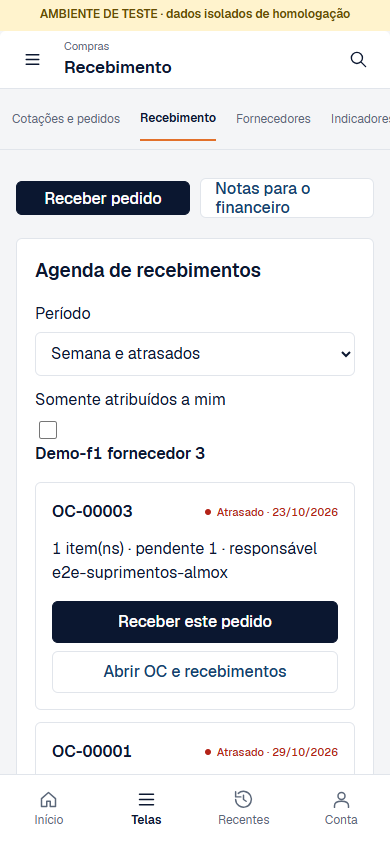 AMBIENTE DE TESTE · dados isolados de homologação
Compras
Recebimento
Cotações e pedidos
Recebimento
Fornecedores
Indicadores
Receber pedido
Notas para o
financeiro
Agenda de recebimentos
Período
Semana e atrasados
Somente atribuídos a mim
Demo-f1 fornecedor 3
OC-00003
Atrasado · 23/10/2026
1 item(ns) · pendente 1 · responsável
e2e-suprimentos-almox
Receber este pedido
Abrir OC e recebimentos
OC-00001
Atrasado · 29/10/2026
Início
Telas
Recentes
Conta